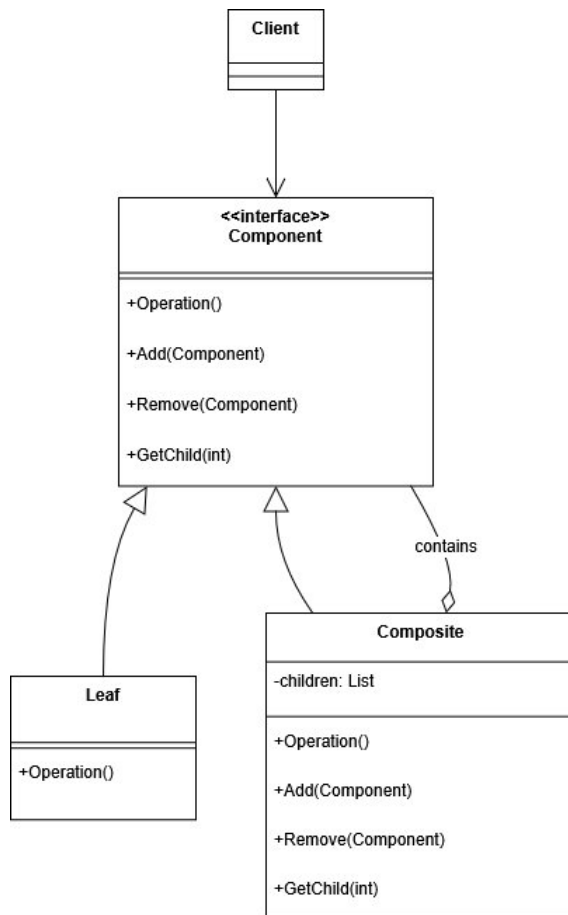 Client
<<interface>>
Component
+Operation()
+Add(Component)
+Remove(Component)
+GetChild(int)
contains
Leaf
+Operation()
Composite
-children: List
+Operation()
+Add(Component)
+Remove(Component)
+GetChild(int)